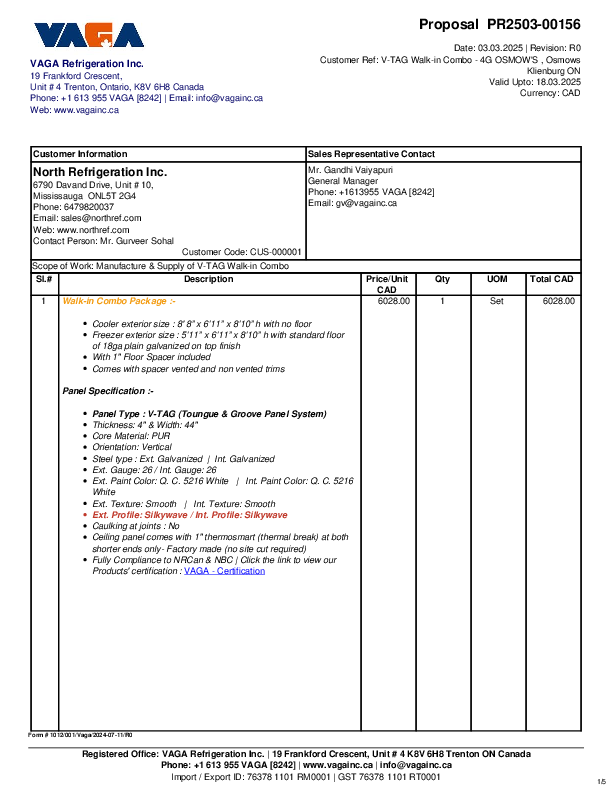 VAGA
Proposal PR2503-00156
Date: 03.03.2025 | Revision: R0
Customer Ref: V-TAG Walk-in Combo - 4G OSMOW'S , Osmows
Klienburg ON
Valid Upto: 18.03.2025
Currency: CAD
VAGA Refrigeration Inc.
19 Frankford Crescent,
Unit # 4 Trenton, Ontario, K8V 6H8 Canada
Phone: +1 613 955 VAGA [8242] | Email: info@vagainc.ca
Web: www.vagainc.ca
Customer Information
Sales Representative Contact
North Refrigeration Inc.
6790 Davand Drive, Unit # 10,
Mississauga ONL5T 2G4
Phone: 6479820037
Email: sales@northref.com
Web: www.northref.com
Contact Person: Mr. Gurveer Sohal
Customer Code: CUS-000001
Mr. Gandhi Vaiyapuri
General Manager
Phone: +1613955 VAGA [8242]
Email: gv@vagainc.ca
Scope of Work: Manufacture & Supply of V-TAG Walk-in Combo
Sl.# Description Price/Unit CAD Qty UOM Total CAD
1 Walk-in Combo Package :- 6028.00 1 Set 6028.00
• Cooler exterior size : 8' 8" x 6'11" x 8'10" h with no floor
• Freezer exterior size : 5'11" x 6'11" x 8'10" h with standard floor
of 18ga plain galvanized on top finish
• With 1" Floor Spacer included
• Comes with spacer vented and non vented trims
Panel Specification :-
• Panel Type : V-TAG (Toungue & Groove Panel System)
• Thickness: 4" & Width: 44"
• Core Material: PUR
• Orientation: Vertical
• Steel type : Ext. Galvanized | Int. Galvanized
• Ext. Gauge: 26 / Int. Gauge: 26
• Ext. Paint Color: Q. C. 5216 White | Int. Paint Color: Q. C. 5216
White
• Ext. Texture: Smooth | Int. Texture: Smooth
• Ext. Profile: Silkywave / Int. Profile: Silkywave
• Caulking at joints : No
• Ceiling panel comes with 1" thermosmart (thermal break) at both
shorter ends only- Factory made (no site cut required)
• Fully Compliance to NRCan & NBC | Click the link to view our
Products' certification : VAGA - Certification
Form # 1012/001/Vaga/2024-07-11/R0
Registered Office: VAGA Refrigeration Inc. | 19 Frankford Crescent, Unit # 4 K8V 6H8 Trenton ON Canada
Phone: +1 613 955 VAGA [8242] | www.vagainc.ca | info@vagainc.ca
Import / Export ID: 76378 1101 RM0001 | GST 76378 1101 RT0001
1/5